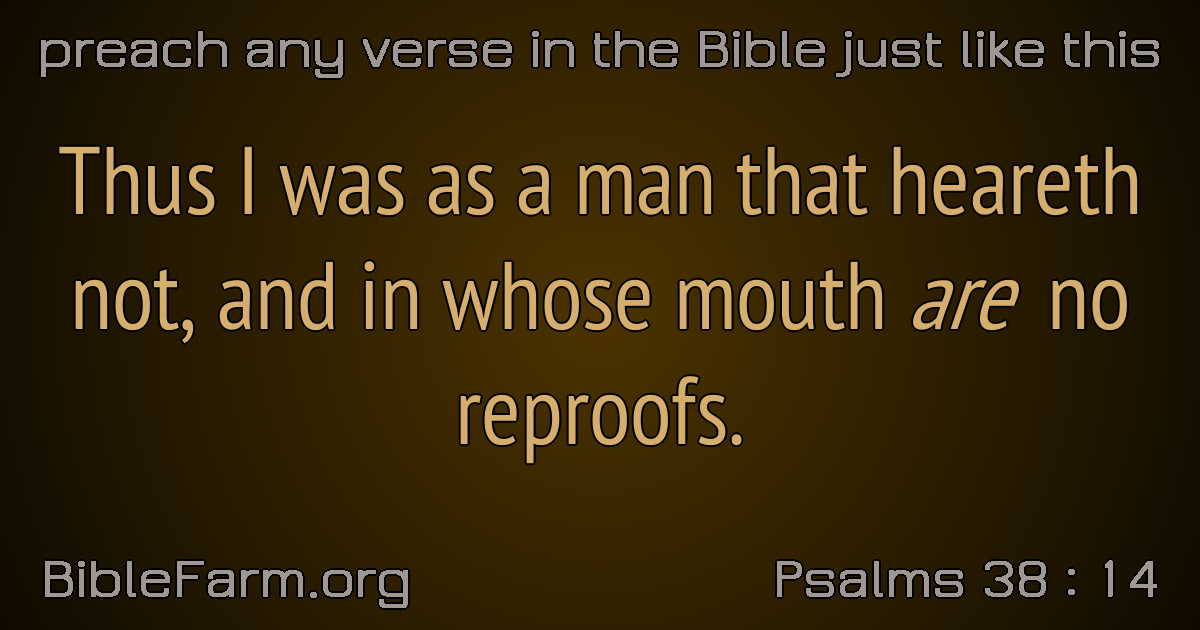 preach any verse in the Bible just like this
Thus I was as a man that heareth
not, and in whose mouth are no
reproofs.
BibleFarm.org
Psalms 38 : 14